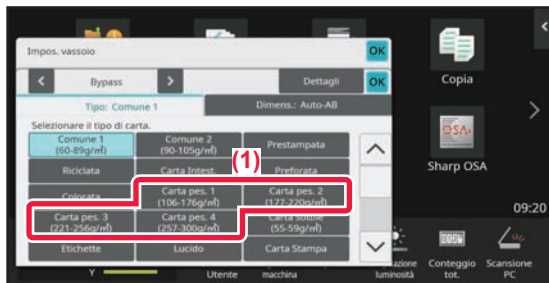 Impos. vassoio
OK
Bypass
Dettagli
OK
Tipo: Comune 1
Dimens.: Auto-AB
Selezionare il tipo di carta.
Comune 1
(60-89g/㎡)
Comune 2
(90-105g/㎡)
Prestampata
Riciclata
Carta Intest.
Preforata
(1)
Colorata
Carta pes. 1
(106-176g/㎡)
Carta pes. 2
(177-220g/㎡)
Carta pes. 3
(221-256g/㎡)
Carta pes. 4
(257-300g/㎡)
Carta sottile
(55-59g/㎡)
Etichette
Lucido
Carta Stampa
Copia
OSA
Sharp OSA
09:20
Y
Utente
macchina
luminosità
Conteggio
tot.
Scansione
PC